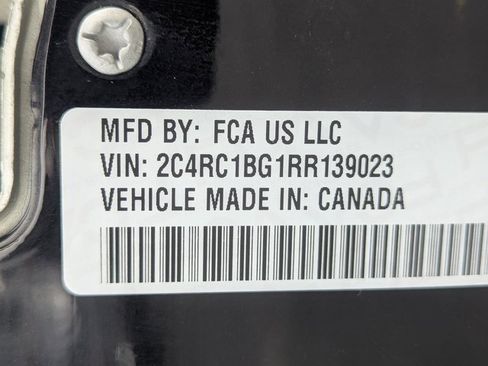 MFD BY: FCA US LLC
VIN: 2C4RC1BG1RR139023
VEHICLE MADE IN: CANADA